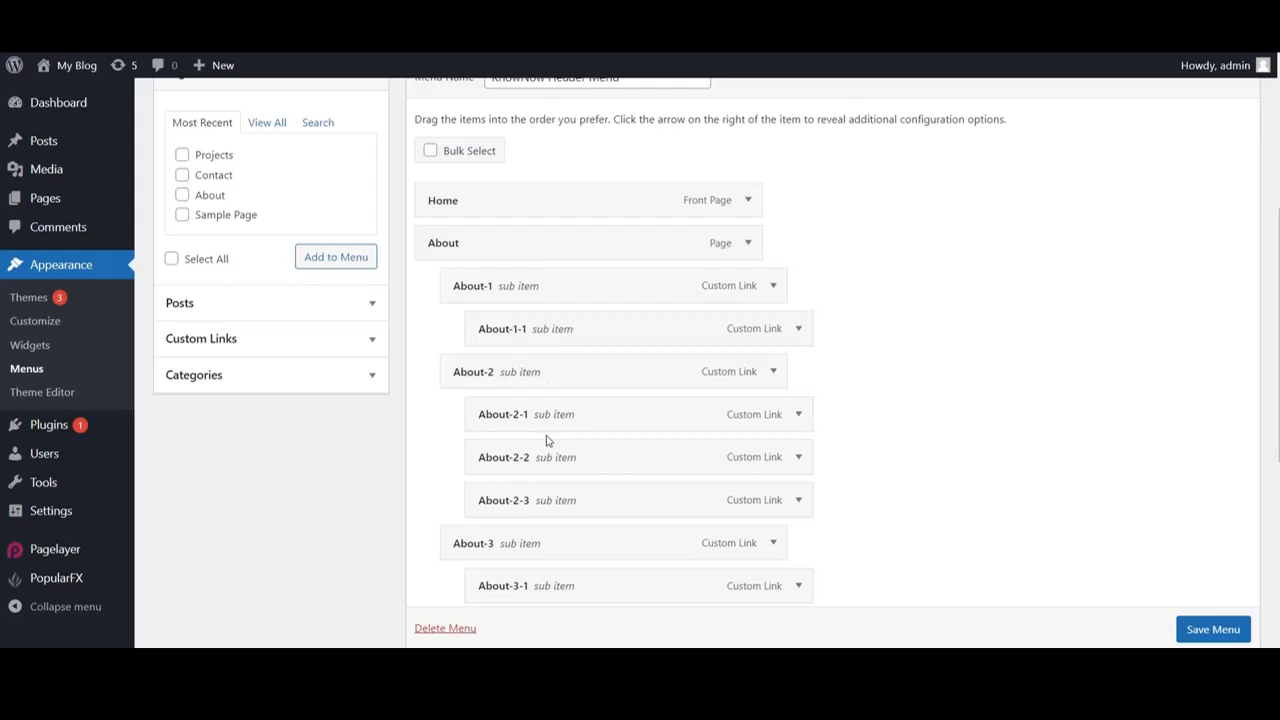 My Blog 5 0 New Howdy, admin
Dashboard
Posts
Media
Pages
Comments
Appearance
Themes 3
Customize
Widgets
Menus
Theme Editor
Plugins 1
Users
Tools
Settings
Pagelayer
PopularFX
Collapse menu
Most Recent View All Search
Projects
Contact
About
Sample Page
Select All Add to Menu
Posts
Custom Links
Categories
Menu Name KnowNow Header Menu
Drag the items into the order you prefer. Click the arrow on the right of the item to reveal additional configuration options.
Bulk Select
Home Front Page
About Page
About-1 sub item Custom Link
About-1-1 sub item Custom Link
About-2 sub item Custom Link
About-2-1 sub item Custom Link
About-2-2 sub item Custom Link
About-2-3 sub item Custom Link
About-3 sub item Custom Link
About-3-1 sub item Custom Link
Delete Menu Save Menu